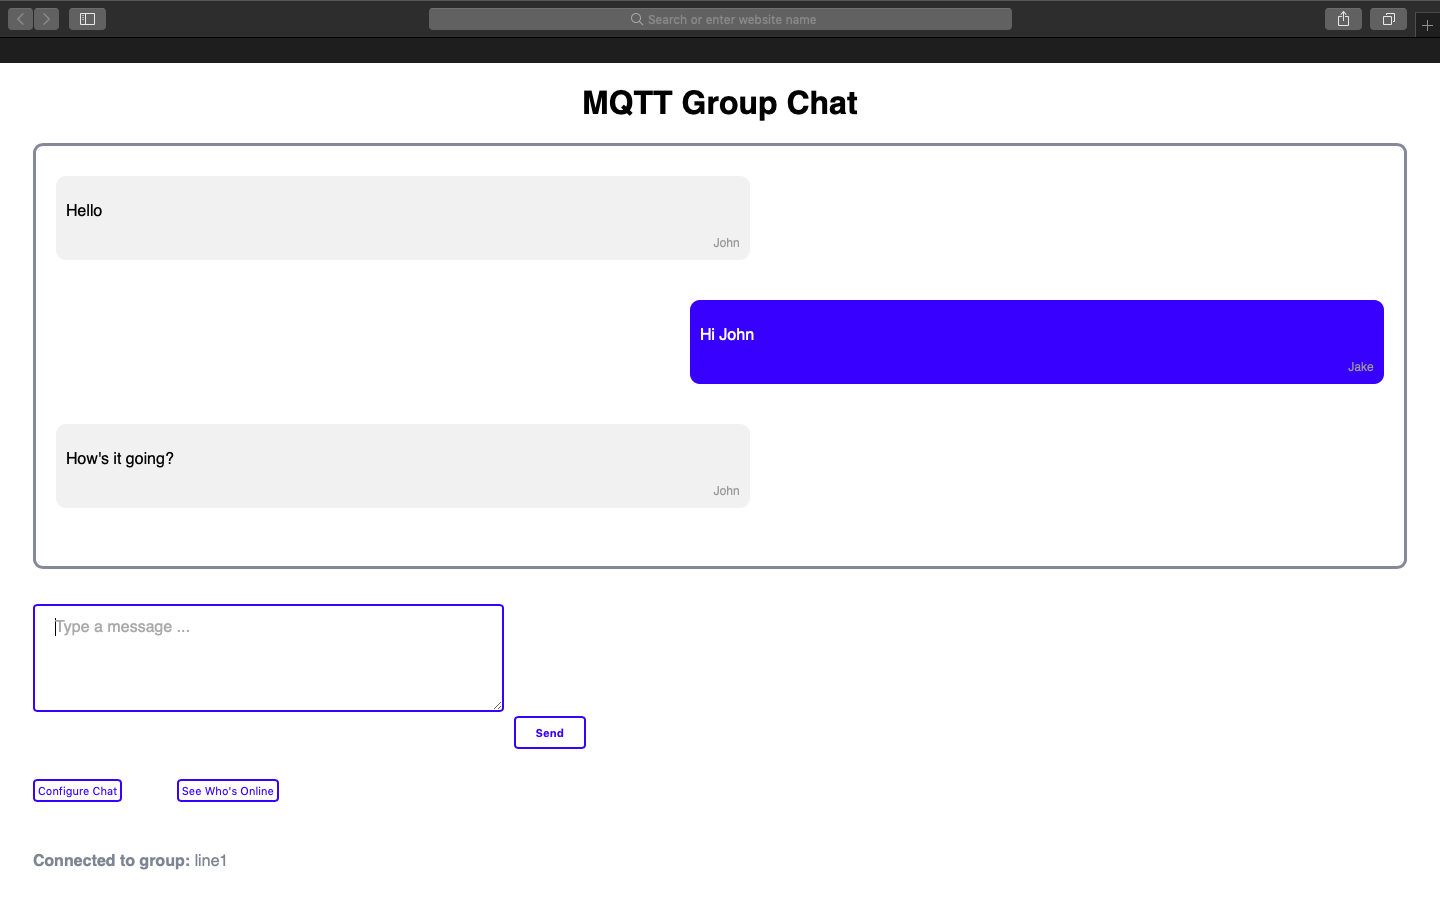 Search or enter website name
MQTT Group Chat
Hello
John
Hi John
Jake
How's it going?
John
Type a message ...
Send
Configure Chat
See Who's Online
Connected to group: line1